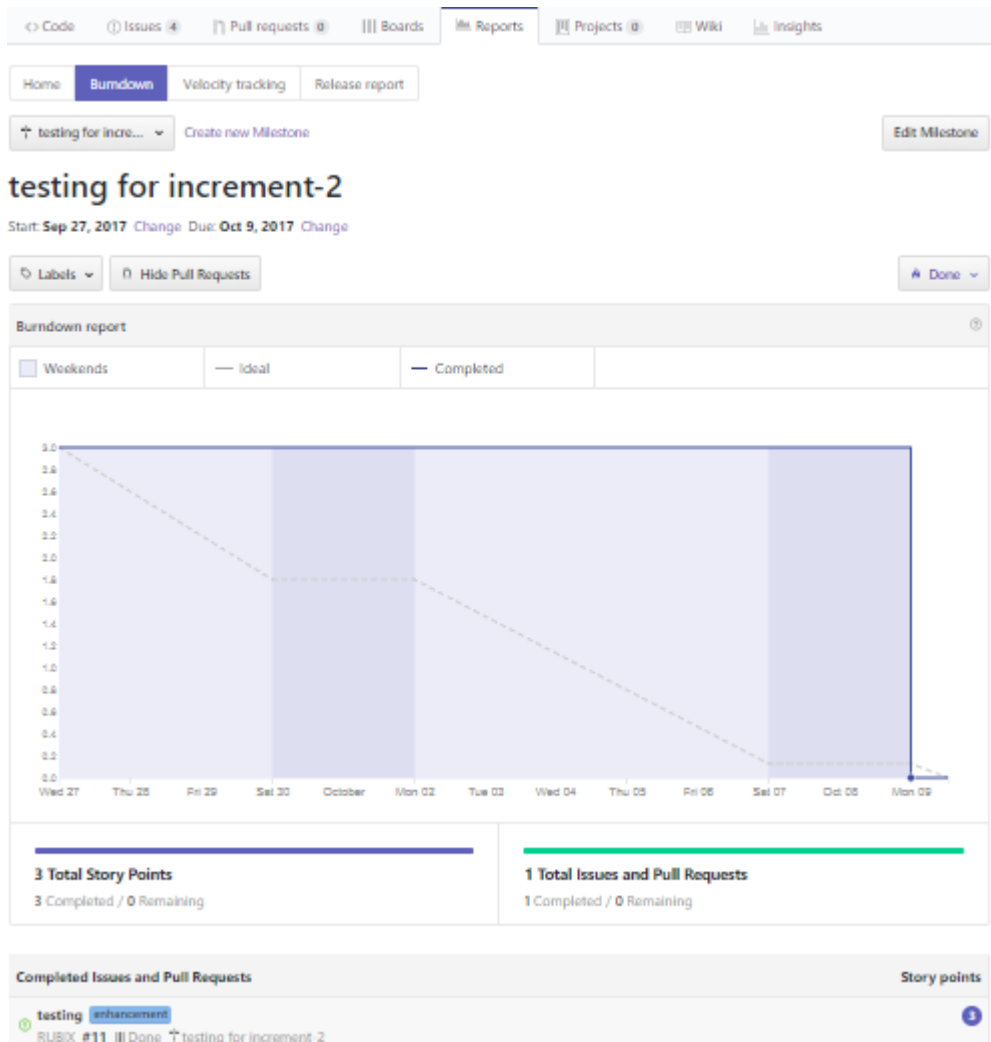 Code Issues 4 Pull requests 0 Boards Reports Projects 0 Wiki Insights
Home Burndown Velocity tracking Release report
testing for incre... Create new Milestone Edit Milestone
testing for increment-2
Start: Sep 27, 2017 Change Due: Oct 9, 2017 Change
Labels Hide Pull Requests Done
Burndown report
Weekends Ideal Completed
3.0
2.8
2.6
2.4
2.2
2.0
1.8
1.6
1.4
1.2
1.0
0.8
0.6
0.4
0.2
0.0
Wed 27 Thu 28 Fri 29 Sat 30 October Mon 02 Tue 03 Wed 04 Thu 05 Fri 06 Sat 07 Oct 08 Mon 09
3 Total Story Points 1 Total Issues and Pull Requests
3 Completed / 0 Remaining 1 Completed / 0 Remaining
Completed Issues and Pull Requests Story points
testing enhancement 3
RUBIX #11 Done testing for increment-2